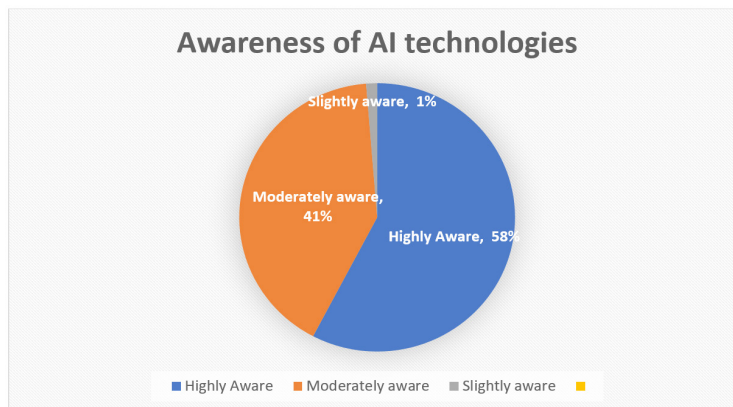 Awareness of AI technologies
Slightly aware, 1%
Moderately aware,
41%
Highly Aware, 58%
Highly Aware Moderately aware Slightly aware